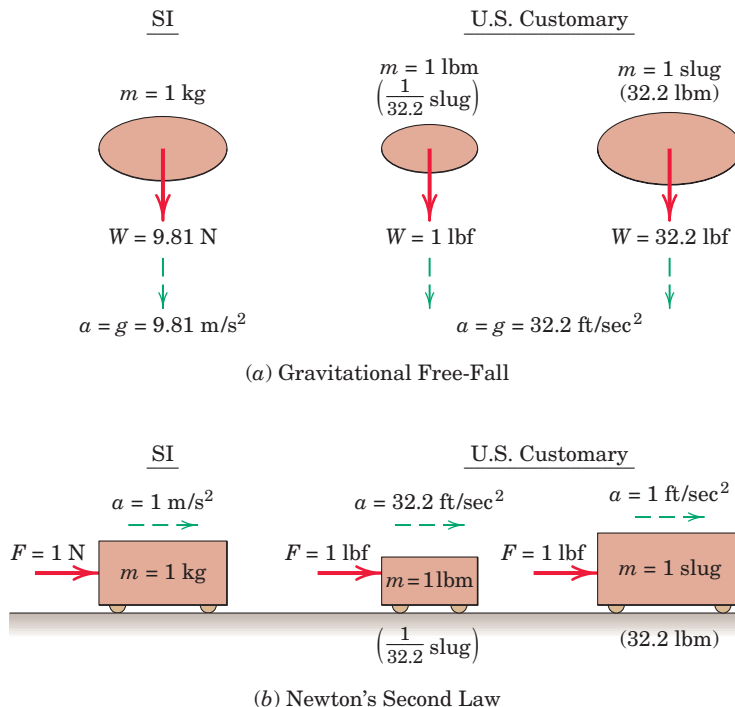 SI U.S. Customary
m = 1 kg
m = 1 lbm
(1/32.2 slug)
m = 1 slug
(32.2 lbm)
W = 9.81 N W = 1 lbf W = 32.2 lbf
a = g = 9.81 m/s² a = g = 32.2 ft/sec²
(a) Gravitational Free-Fall
SI U.S. Customary
a = 1 m/s² a = 32.2 ft/sec² a = 1 ft/sec²
F = 1 N m = 1 kg F = 1 lbf m = 1 lbm F = 1 lbf m = 1 slug
(1/32.2 slug) (32.2 lbm)
(b) Newton's Second Law